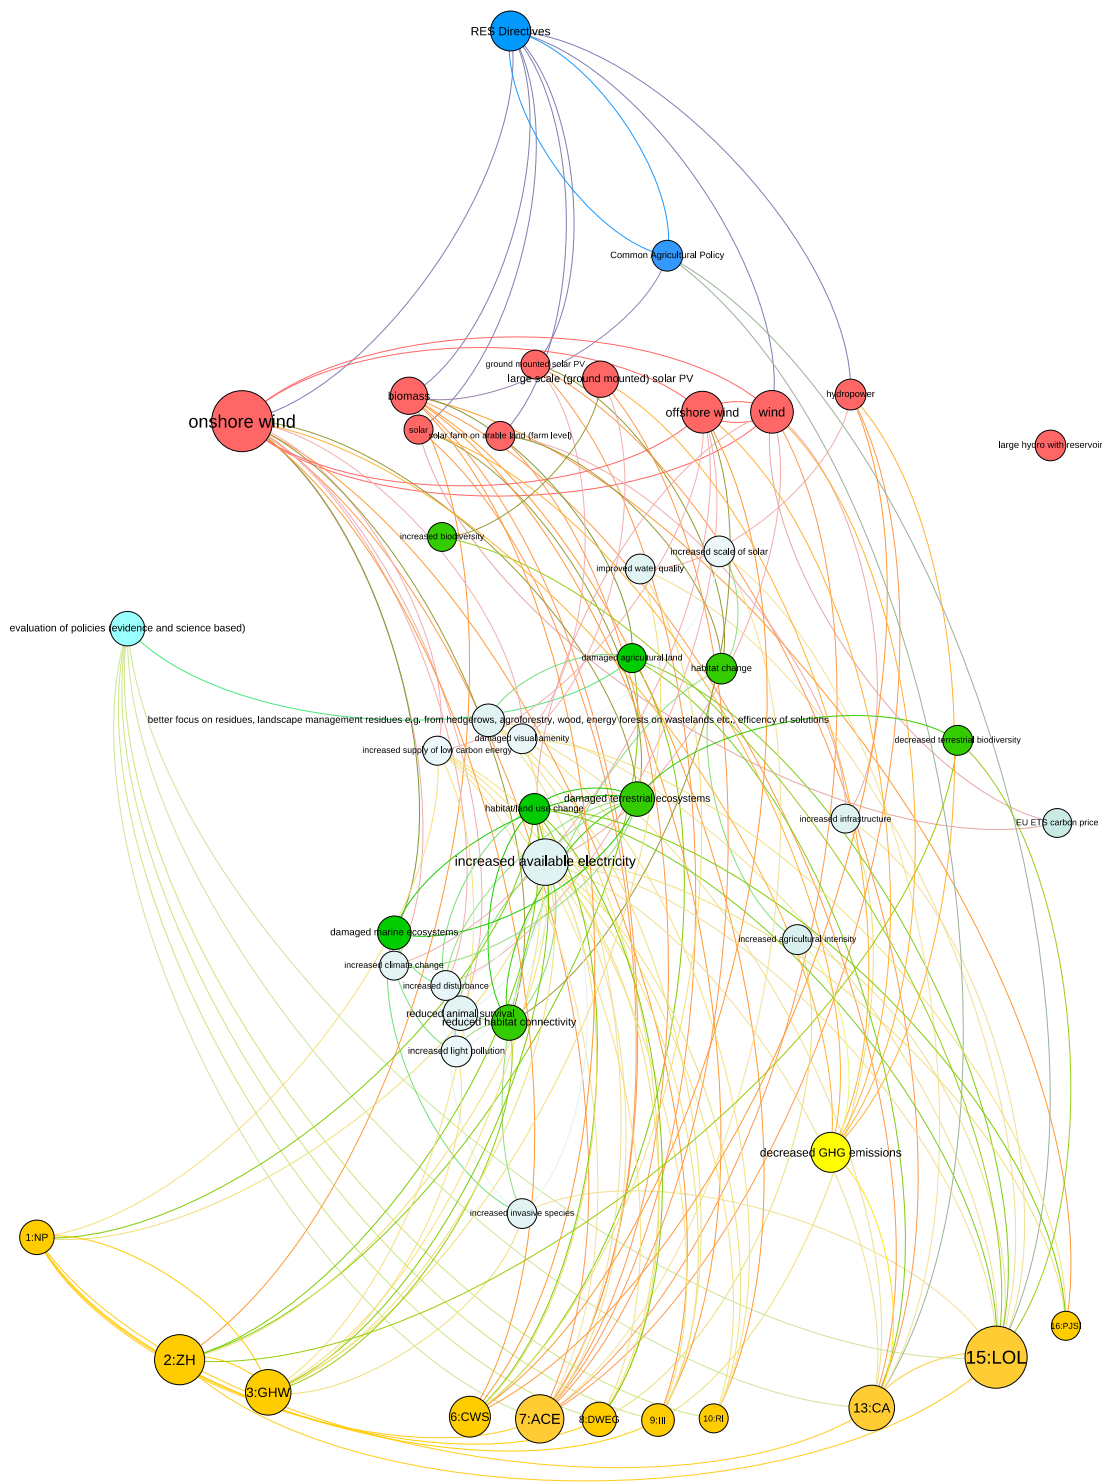 RES Directives
Common Agricultural Policy
ground mounted solar PV
large scale (ground mounted) solar PV
biomass
hydropower
onshore wind
offshore wind
wind
solar
solar farm on arable land (farm level)
large hydro with reservoir
increased biodiversity
increased scale of solar
improved water quality
evaluation of policies (evidence and science based)
damaged agricultural land
habitat change
better focus on residues, landscape management residues e.g. from hedgerows, agroforestry, wood, energy forests on wastelands etc,. efficency of solutions
damaged visual amenity
decreased terrestrial biodiversity
increased supply of low carbon energy
damaged terrestrial ecosystems
habitat/land use change
increased infrastructure
EU ETS carbon price
increased available electricity
damaged marine ecosystems
increased agricultural intensity
increased climate change
increased disturbance
reduced animal survival
reduced habitat connectivity
increased light pollution
decreased GHG emissions
increased invasive species
1:NP
16:PJSI
2:ZH
15:LOL
3:GHW
6:CWS
7:ACE
8:DWEG
9:III
10:RI
13:CA